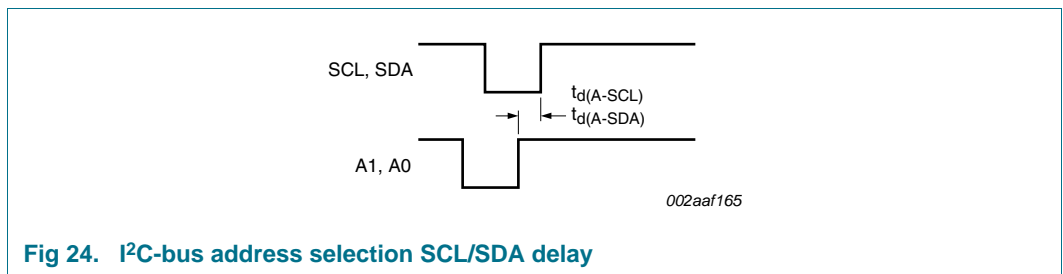 SCL, SDA
td(A-SCL)
td(A-SDA)
A1, A0
002aaf165
Fig 24. I²C-bus address selection SCL/SDA delay